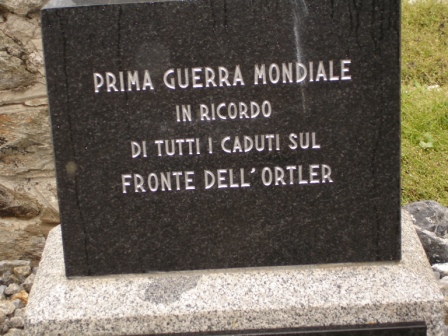 PRIMA GUERRA MONDIALE
IN RICORDO
DI TUTTI I CADUTI SUL
FRONTE DELL'ORTLER